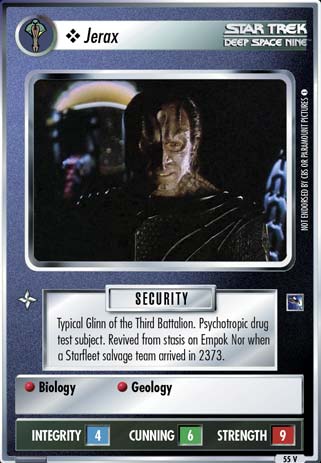 ❖ Jerax
STAR TREK
DEEP SPACE NINE
NOT ENDORSED BY CBS OR PARAMOUNT PICTURES
SECURITY
Typical Glinn of the Third Battalion. Psychotropic drug
test subject. Revived from stasis on Empok Nor when
a Starfleet salvage team arrived in 2373.
Biology Geology
INTEGRITY 4 CUNNING 6 STRENGTH 9
55 V